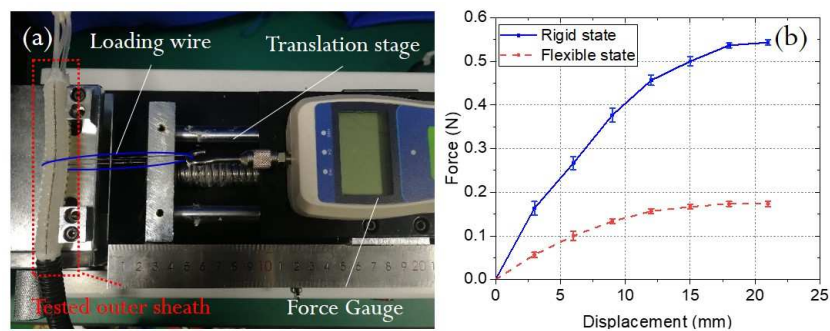 (a)
Loading wire
Translation stage
Tested outer sheath
Force Gauge
(b)
Rigid state
Flexible state
Force (N)
0.6
0.5
0.4
0.3
0.2
0.1
0.0
0 5 10 15 20 25
Displacement (mm)